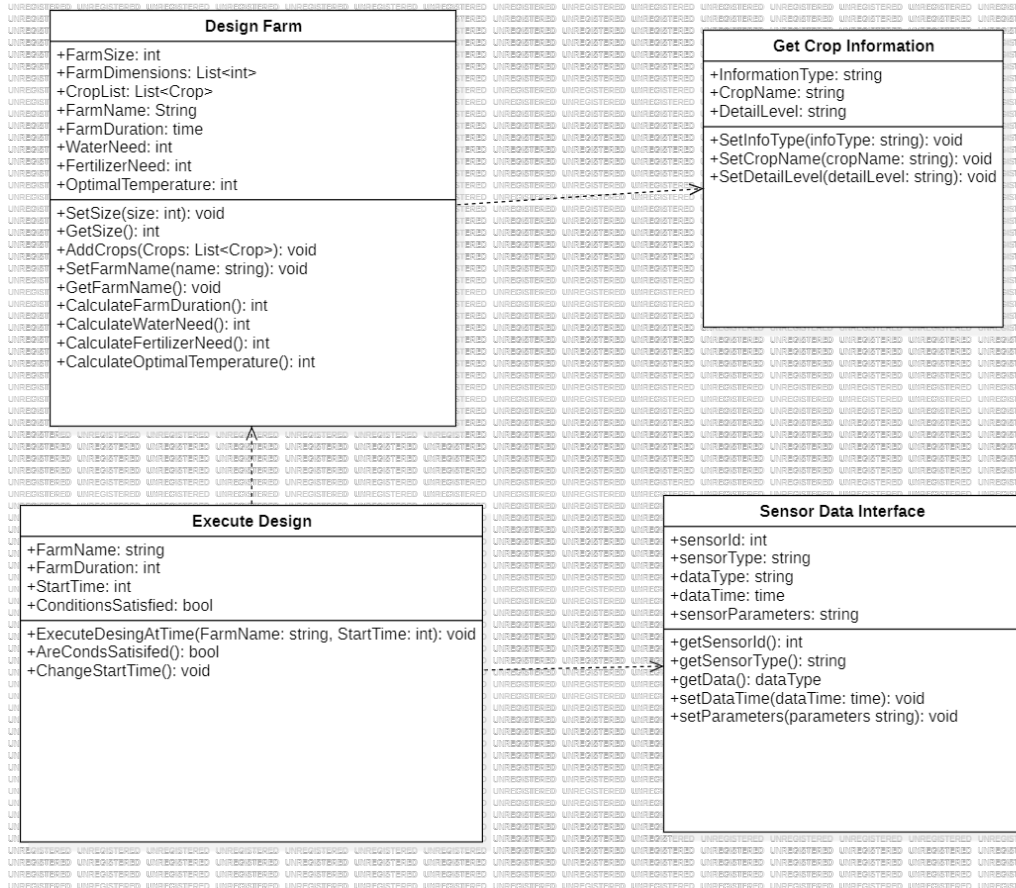 Design Farm
+FarmSize: int
+FarmDimensions: List<int>
+CropList: List<Crop>
+FarmName: String
+FarmDuration: time
+WaterNeed: int
+FertilizerNeed: int
+OptimalTemperature: int
+SetSize(size: int): void
+GetSize(): int
+AddCrops(Crops: List<Crop>): void
+SetFarmName(name: string): void
+GetFarmName(): void
+CalculateFarmDuration(): int
+CalculateWaterNeed(): int
+CalculateFertilizerNeed(): int
+CalculateOptimalTemperature(): int
Get Crop Information
+InformationType: string
+CropName: string
+DetailLevel: string
+SetInfoType(infoType: string): void
+SetCropName(cropName: string): void
+SetDetailLevel(detailLevel: string): void
Execute Design
+FarmName: string
+FarmDuration: int
+StartTime: int
+ConditionsSatisfied: bool
+ExecuteDesingAtTime(FarmName: string, StartTime: int): void
+AreCondsSatisifed(): bool
+ChangeStartTime(): void
Sensor Data Interface
+sensorId: int
+sensorType: string
+dataType: string
+dataTime: time
+sensorParameters: string
+getSensorId(): int
+getSensorType(): string
+getData(): dataType
+setDataTime(dataTime: time): void
+setParameters(parameters string): void
UNREGISTERED